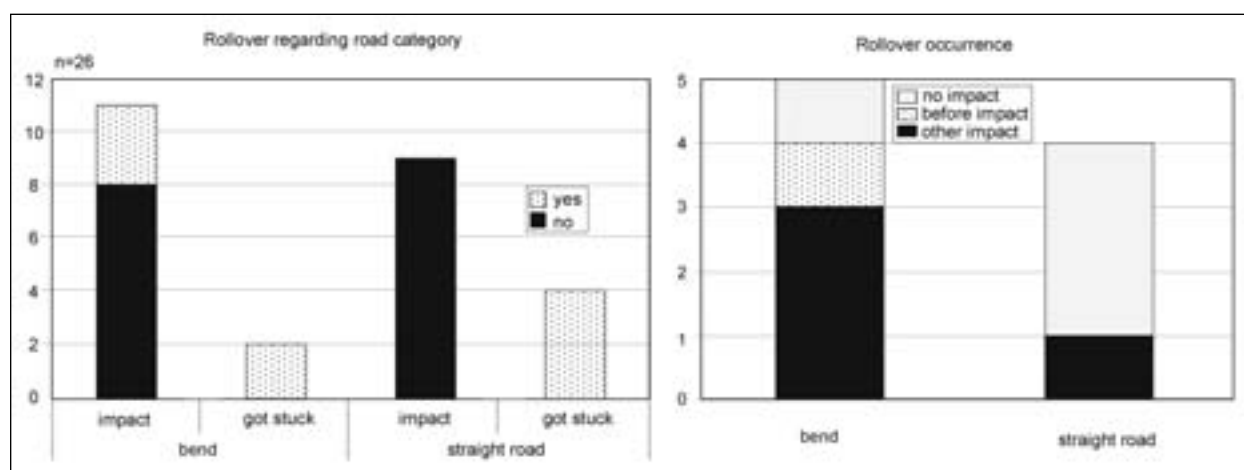 Rollover regarding road category
n=26
12
10
8
6
4
2
0
yes
no
impact
got stuck
impact
got stuck
bend
straight road
Rollover occurrence
5
4
3
2
1
0
no impact
before impact
other impact
bend
straight road